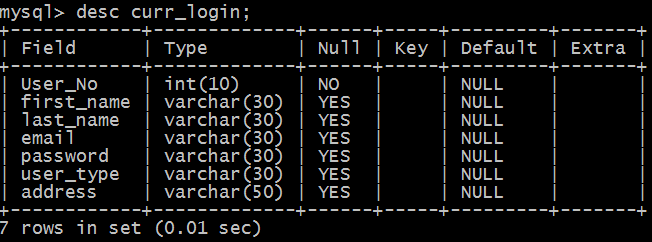 mysql> desc curr_login;
+------------+-------------+------+-----+---------+-------+
| Field      | Type        | Null | Key | Default | Extra |
+------------+-------------+------+-----+---------+-------+
| User_No    | int(10)     | NO   |     | NULL    |       |
| first_name | varchar(30) | YES  |     | NULL    |       |
| last_name  | varchar(30) | YES  |     | NULL    |       |
| email      | varchar(30) | YES  |     | NULL    |       |
| password   | varchar(30) | YES  |     | NULL    |       |
| user_type  | varchar(30) | YES  |     | NULL    |       |
| address    | varchar(50) | YES  |     | NULL    |       |
+------------+-------------+------+-----+---------+-------+
7 rows in set (0.01 sec)